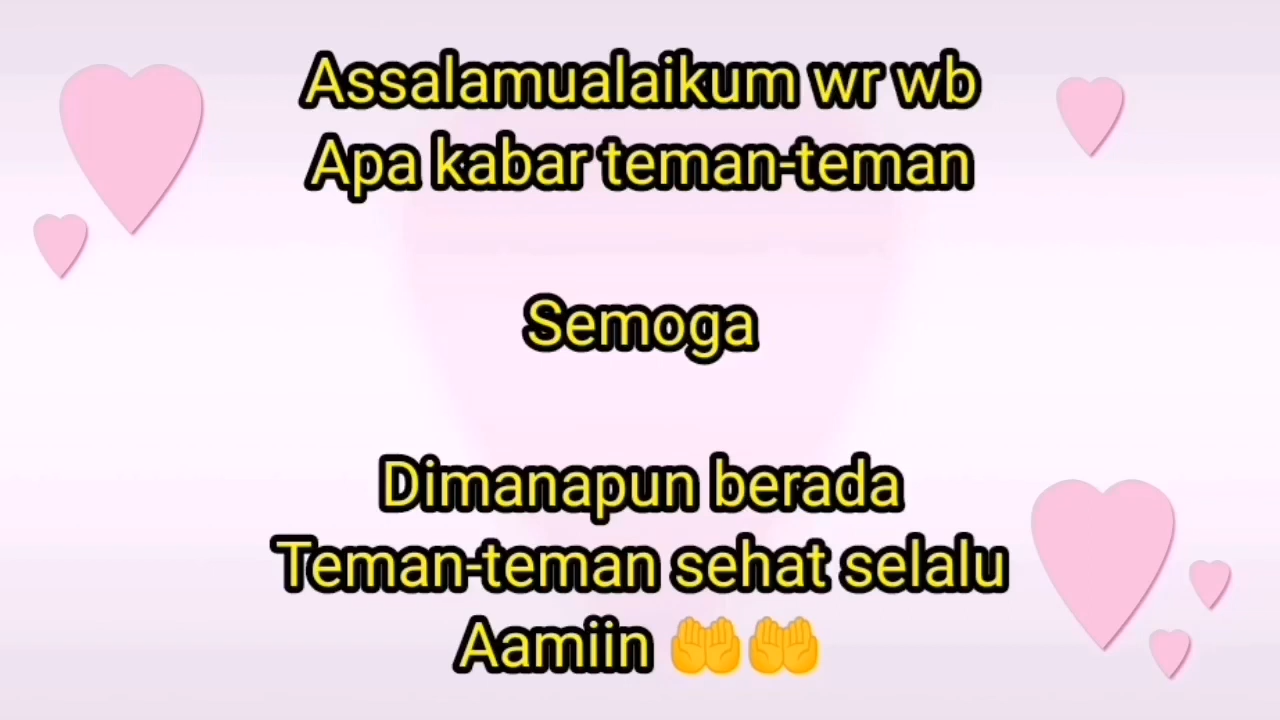 Assalamualaikum wr wb
Apa kabar teman-teman
Semoga
Dimanapun berada
Teman-teman sehat selalu
Aamiin 🤲🤲